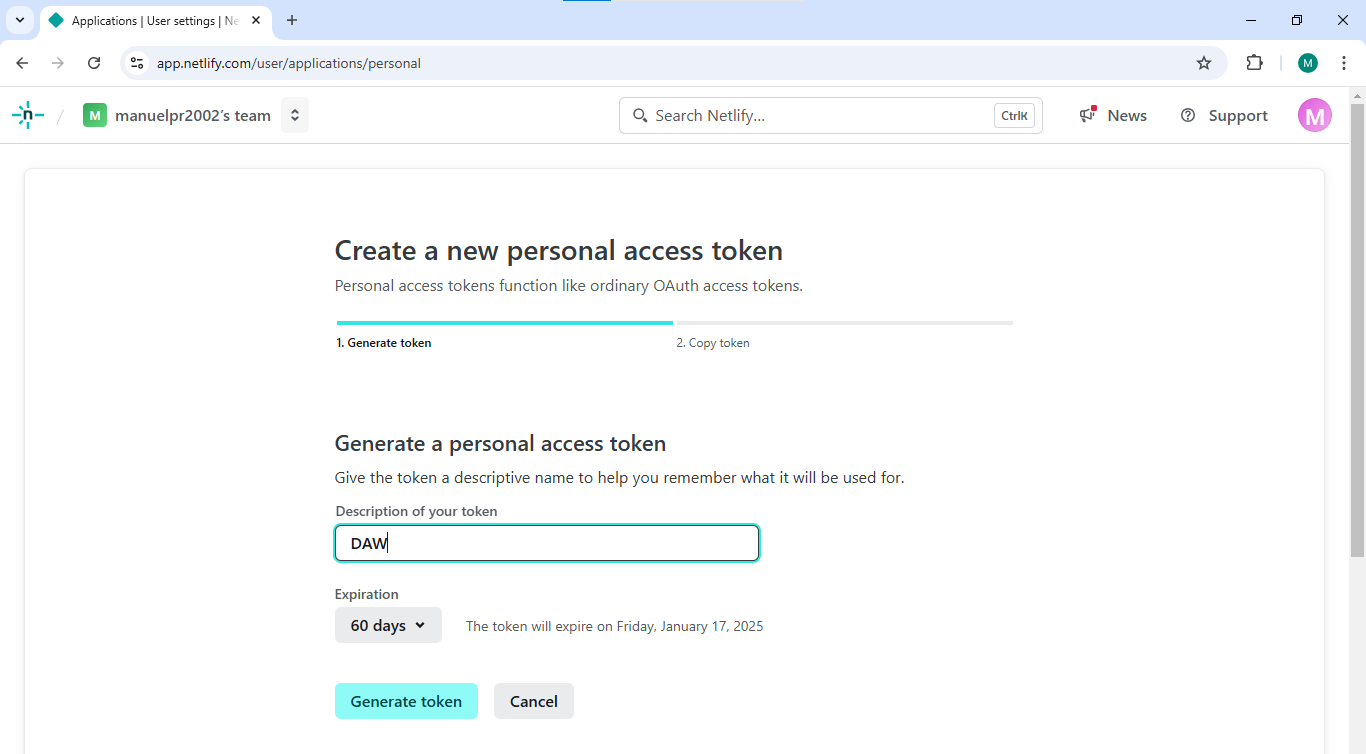 Applications | User settings | Ne
app.netlify.com/user/applications/personal
M
n
M manuelpr2002's team
Search Netlify...
CtrlK
News
Support
M
Create a new personal access token
Personal access tokens function like ordinary OAuth access tokens.
1. Generate token
2. Copy token
Generate a personal access token
Give the token a descriptive name to help you remember what it will be used for.
Description of your token
DAW
Expiration
60 days
The token will expire on Friday, January 17, 2025
Generate token
Cancel